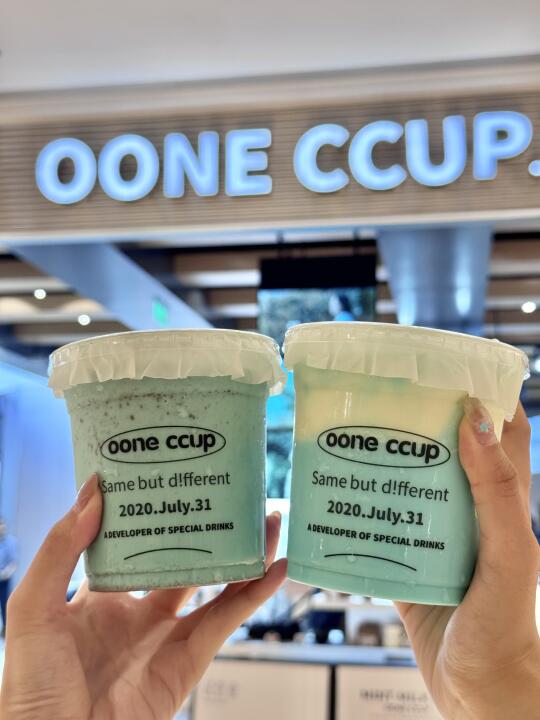 OONE CCUP.
oone ccup
Same but d!fferent
2020.July.31
A DEVELOPER OF SPECIAL DRINKS
oone ccup
Same but d!fferent
2020.July.31
A DEVELOPER OF SPECIAL DRINKS